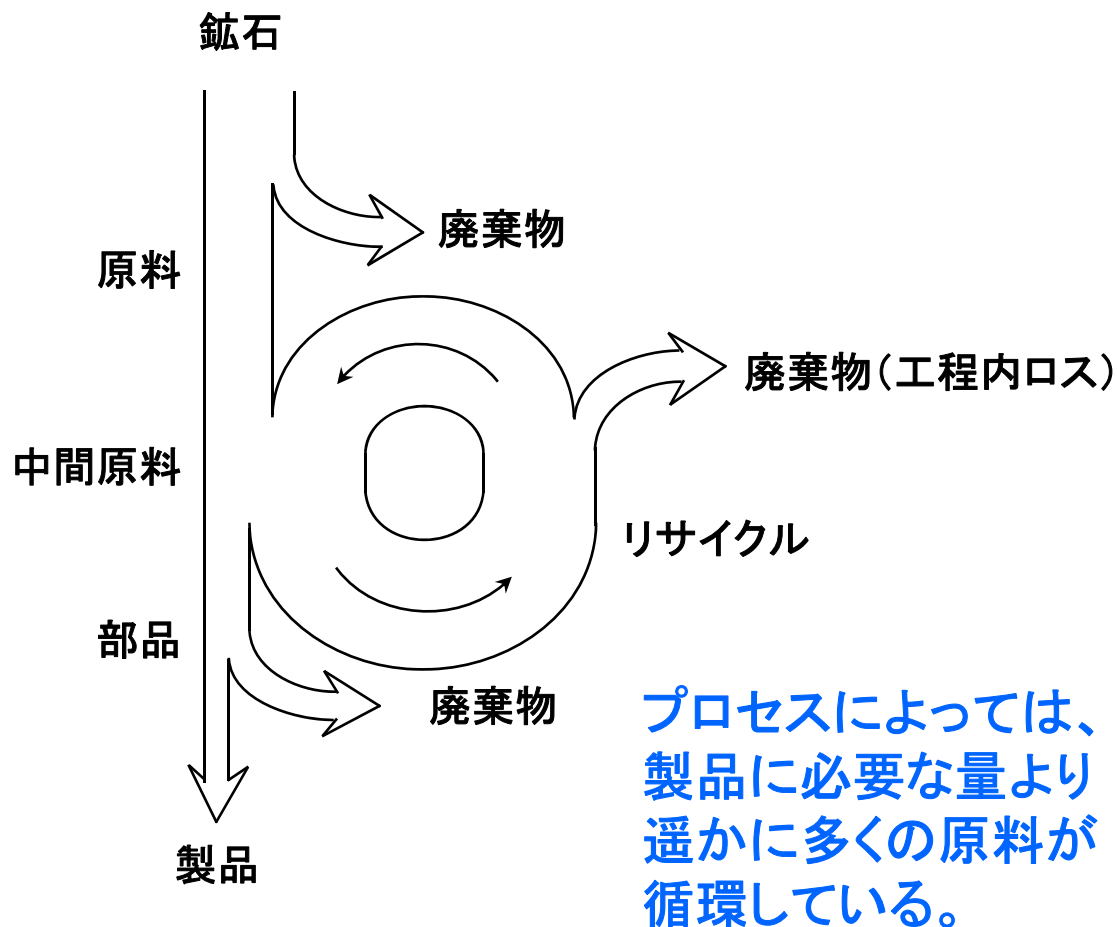 鉱石
廃棄物
原料
廃棄物（工程内ロス）
中間原料
リサイクル
部品
廃棄物
製品
プロセスによっては、
製品に必要な量より
遥かに多くの原料が
循環している。